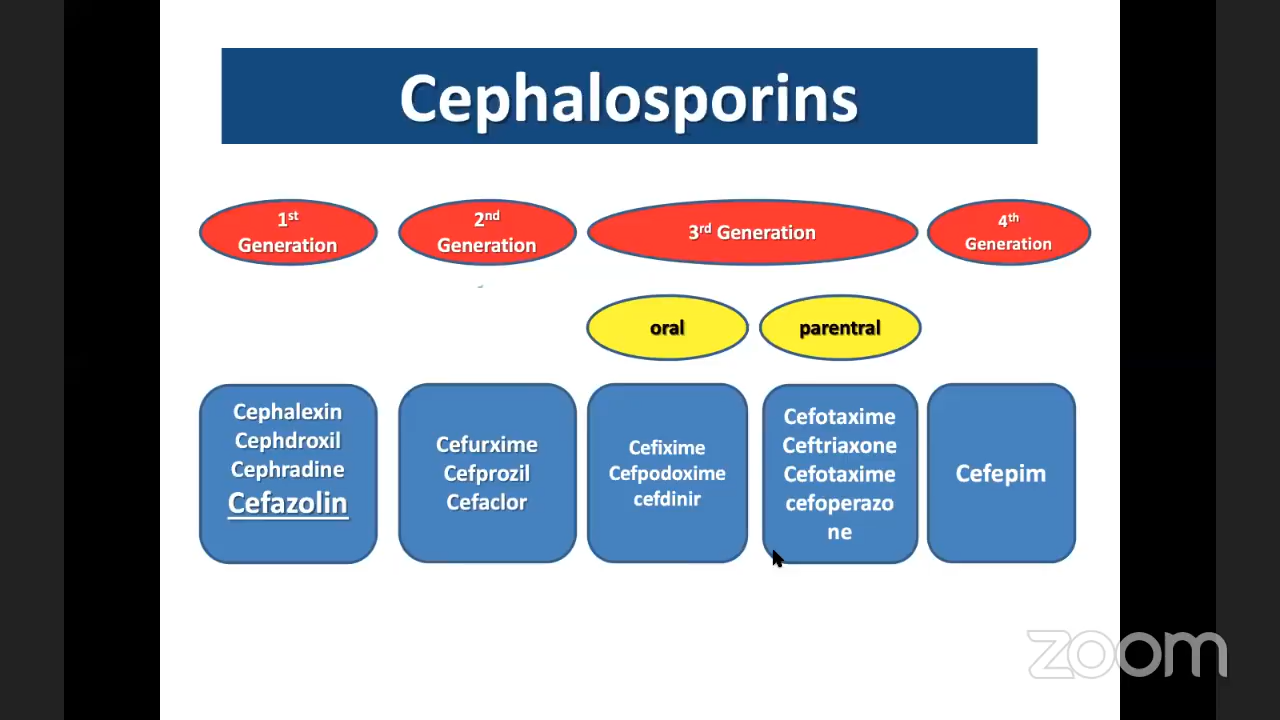 Cephalosporins
1st
Generation
2nd
Generation
3rd Generation
4th
Generation
oral
parentral
Cephalexin
Cephdroxil
Cephradine
Cefazolin
Cefurxime
Cefprozil
Cefaclor
Cefixime
Cefpodoxime
cefdinir
Cefotaxime
Ceftriaxone
Cefotaxime
cefoperazo
ne
Cefepim
zoom